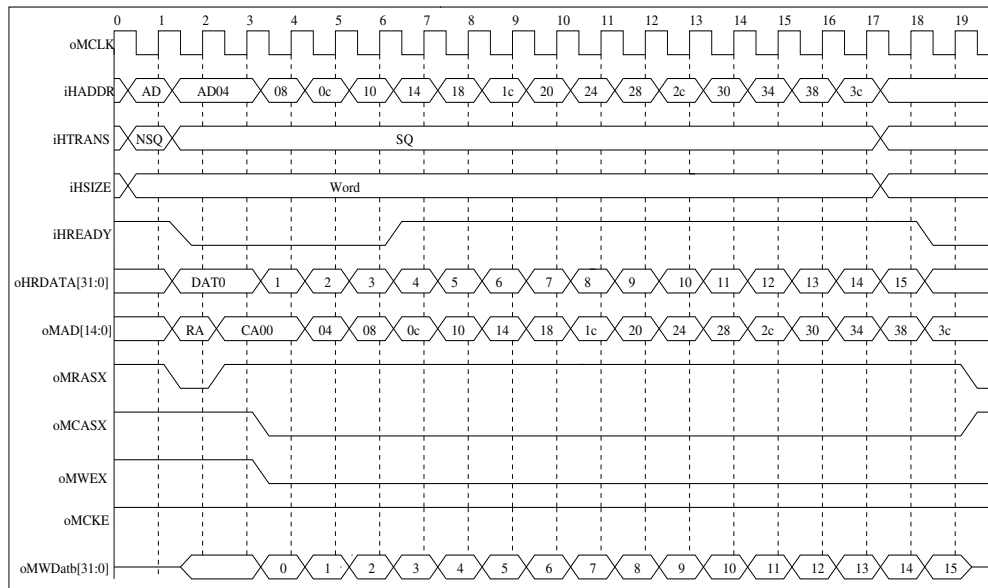 0 1 2 3 4 5 6 7 8 9 10 11 12 13 14 15 16 17 18 19
oMCLK
iHADDR AD AD04 08 0c 10 14 18 1c 20 24 28 2c 30 34 38 3c
iHTRANS NSQ SQ
iHSIZE Word
iHREADY
oHRDATA[31:0] DAT0 1 2 3 4 5 6 7 8 9 10 11 12 13 14 15
oMAD[14:0] RA CA00 04 08 0c 10 14 18 1c 20 24 28 2c 30 34 38 3c
oMRASX
oMCASX
oMWEX
oMCKE
oMWDatb[31:0] 0 1 2 3 4 5 6 7 8 9 10 11 12 13 14 15